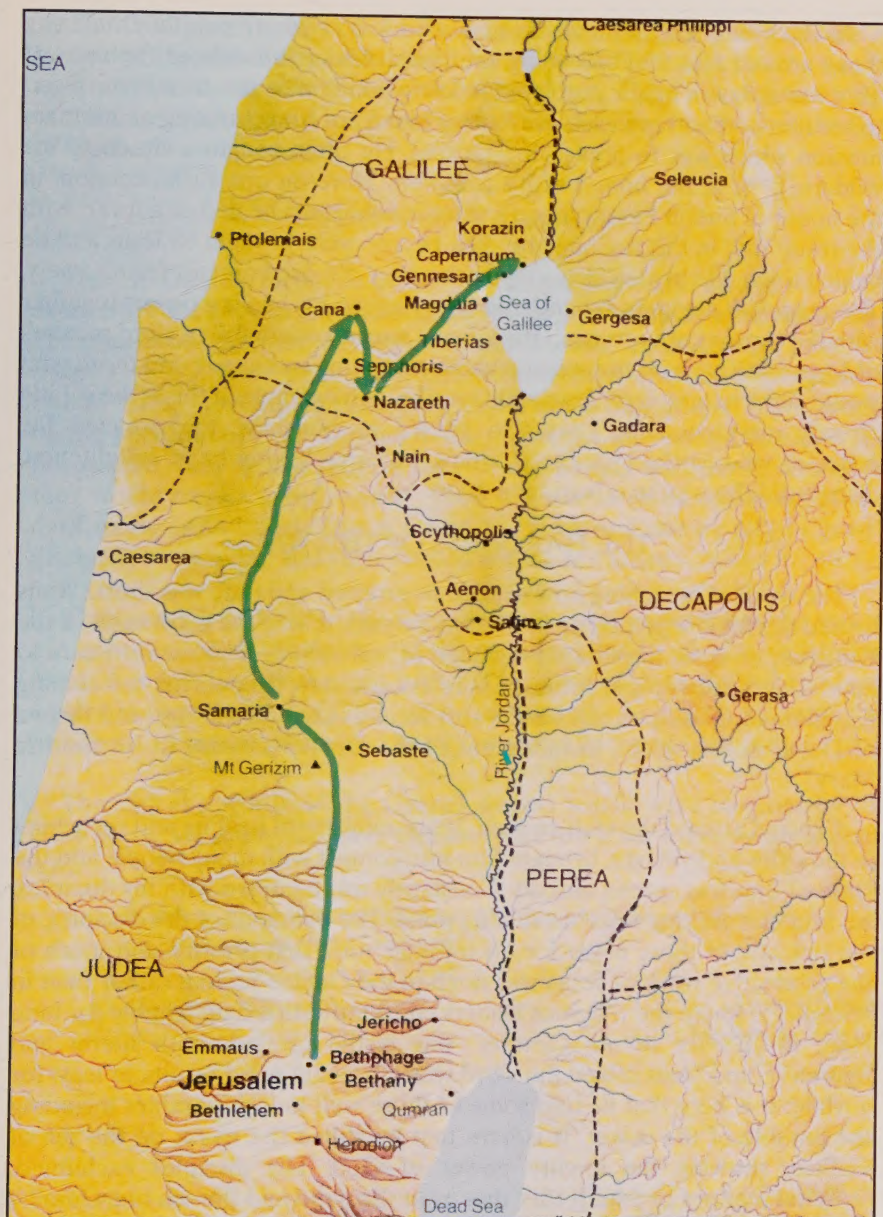 Caesarea Philippi
SEA
GALILEE
Seleucia
Korazin
Ptolemais
Capernaum
Gennesaret
Cana
Magdala
Sea of
Galilee
Gergesa
Tiberias
Sepphoris
Nazareth
Gadara
Nain
Scythopolis
Caesarea
Aenon
DECAPOLIS
Salim
Samaria
Gerasa
River Jordan
Sebaste
Mt Gerizim
PEREA
JUDEA
Jericho
Emmaus
Bethphage
Jerusalem
Bethany
Bethlehem
Qumran
Herodion
Dead Sea